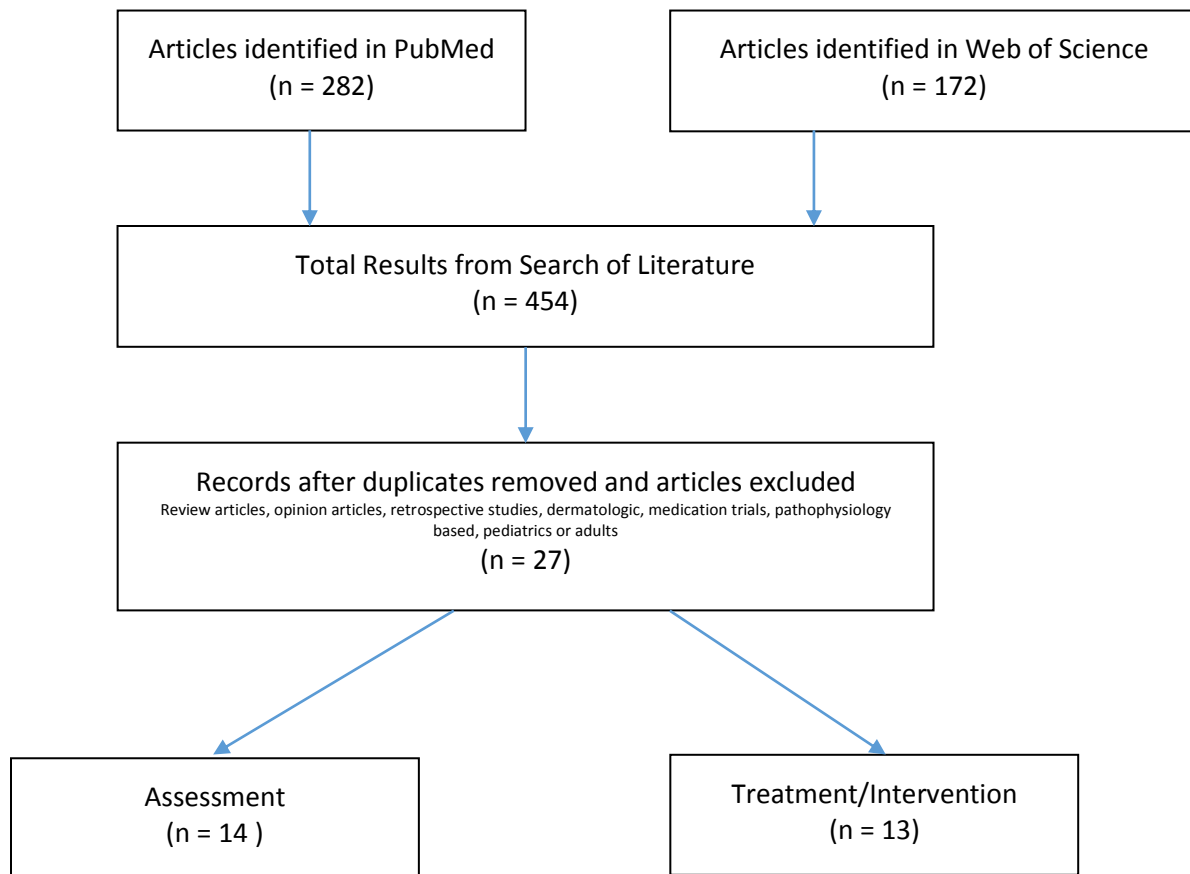 Articles identified in PubMed
(n = 282)
Articles identified in Web of Science
(n = 172)
Total Results from Search of Literature
(n = 454)
Records after duplicates removed and articles excluded
Review articles, opinion articles, retrospective studies, dermatologic, medication trials, pathophysiology
based, pediatrics or adults
(n = 27)
Assessment
(n = 14 )
Treatment/Intervention
(n = 13)